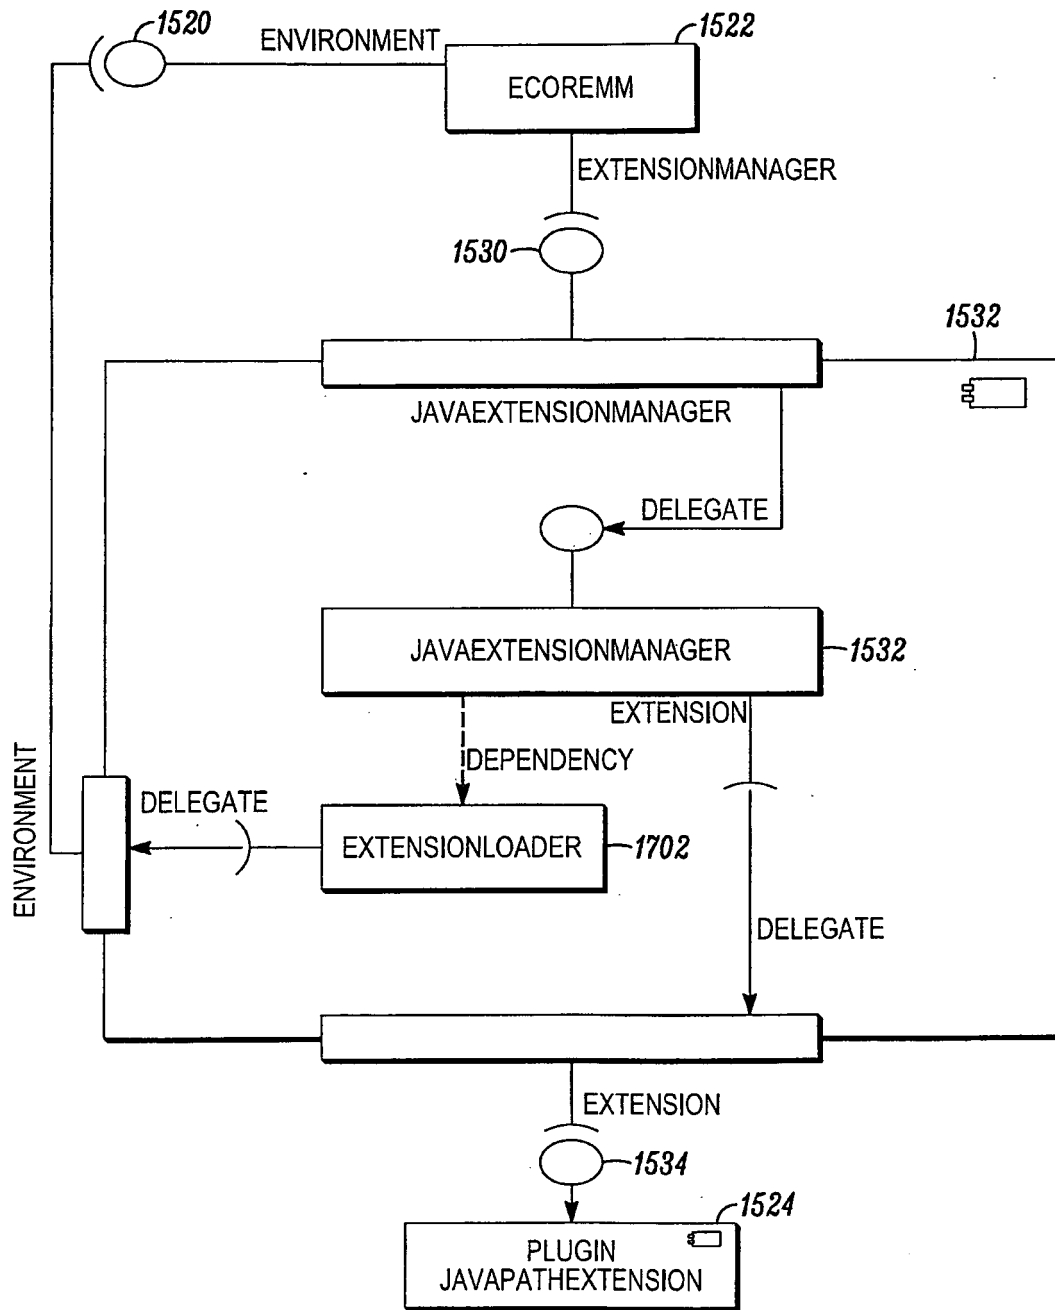 1520
ENVIRONMENT
1522
ECOREMM
EXTENSIONMANAGER
1530
1532
JAVAEXTENSIONMANAGER
DELEGATE
JAVAEXTENSIONMANAGER
1532
EXTENSION
DEPENDENCY
ENVIRONMENT
DELEGATE
EXTENSIONLOADER
1702
DELEGATE
EXTENSION
1534
1524
PLUGIN
JAVAPATHEXTENSION